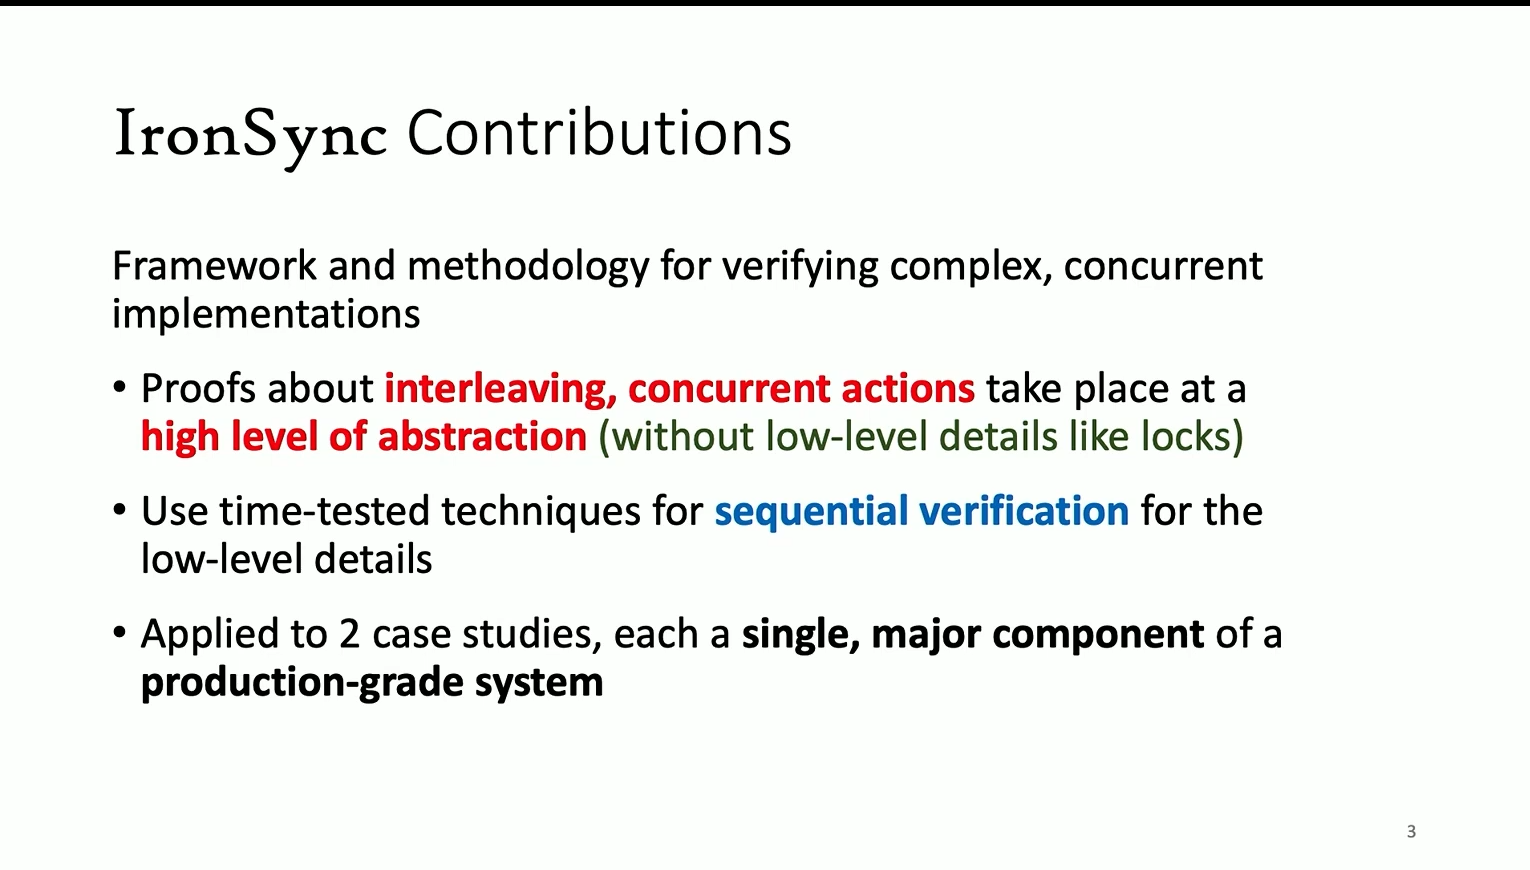 IronSync Contributions
Framework and methodology for verifying complex, concurrent
implementations
• Proofs about interleaving, concurrent actions take place at a
high level of abstraction (without low-level details like locks)
• Use time-tested techniques for sequential verification for the
low-level details
• Applied to 2 case studies, each a single, major component of a
production-grade system
3